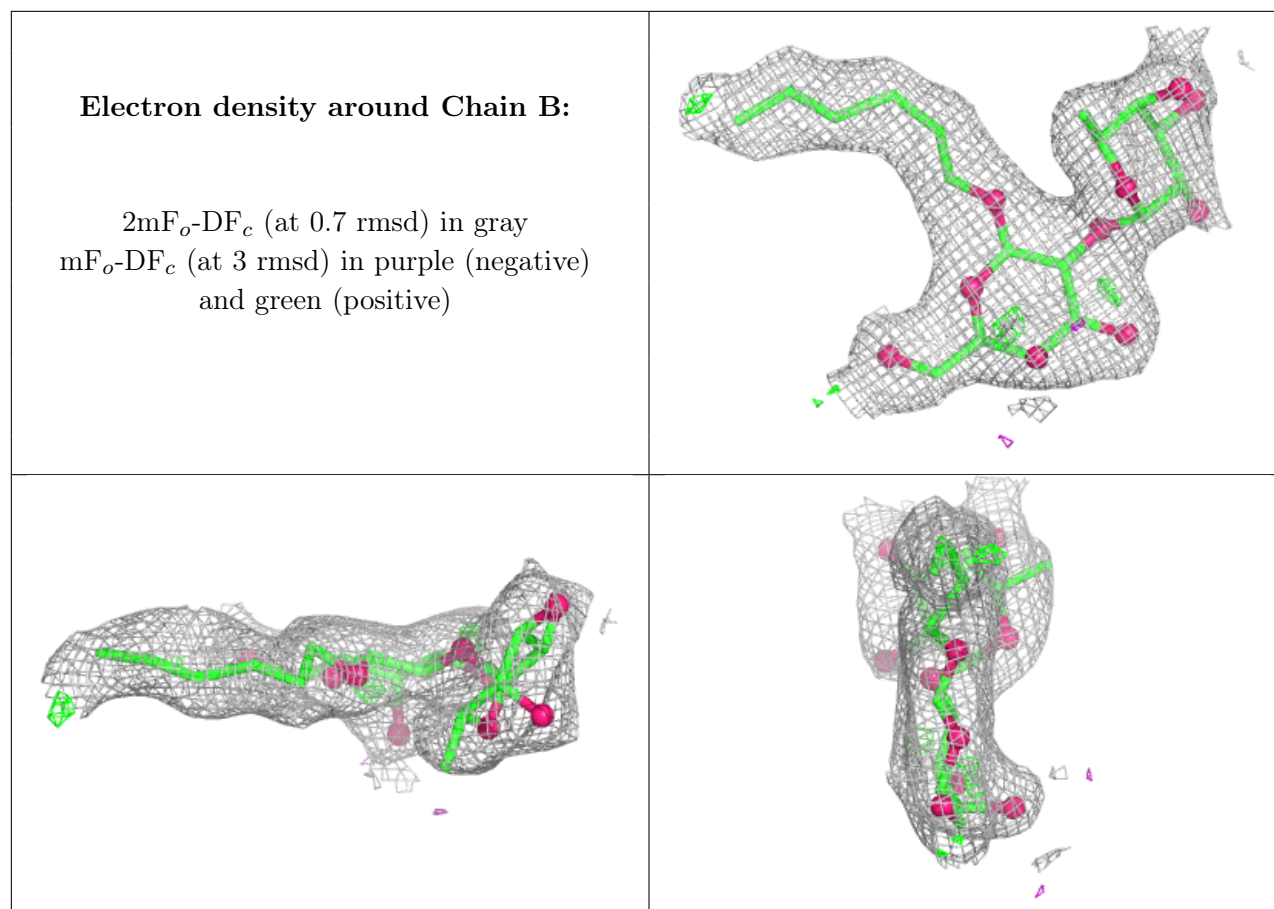 Electron density around Chain B:
2mFo-DFc (at 0.7 rmsd) in gray
mFo-DFc (at 3 rmsd) in purple (negative)
and green (positive)